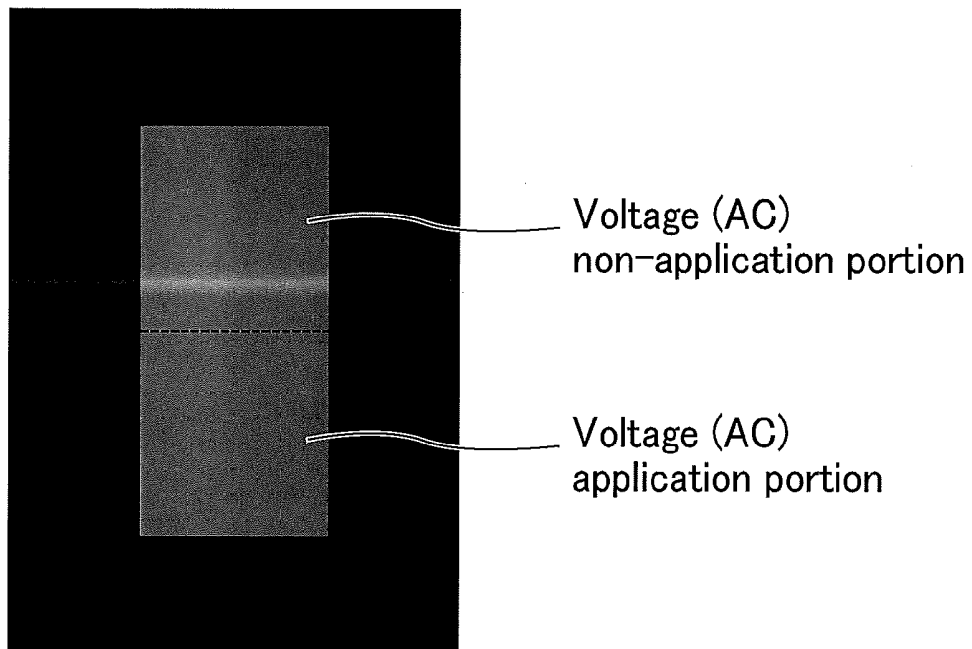 Voltage (AC)
non-application portion
Voltage (AC)
application portion